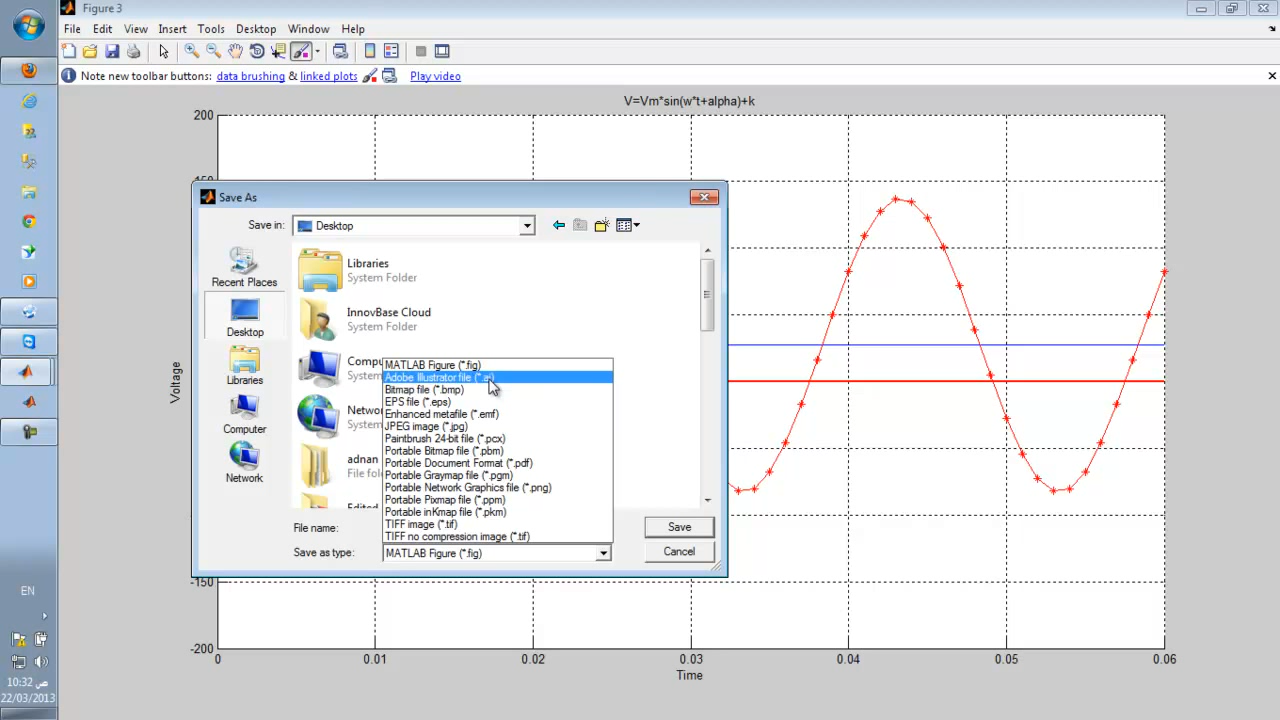 Figure 3
File Edit View Insert Tools Desktop Window Help
Note new toolbar buttons: data brushing & linked plots Play video
V=Vm*sin(w*t+alpha)+k
200
Save As
Save in: Desktop
Recent Places
Desktop
Libraries
Computer
Network
Libraries
System Folder
InnovBase Cloud
System Folder
adnan
MATLAB Figure (*.fig)
Adobe Illustrator file (*.ai)
Bitmap file (*.bmp)
EPS file (*.eps)
Enhanced metafile (*.emf)
JPEG image (*.jpg)
Paintbrush 24-bit file (*.pcx)
Portable Bitmap file (*.pbm)
Portable Document Format (*.pdf)
Portable Graymap file (*.pgm)
Portable Network Graphics file (*.png)
Portable Pixmap file (*.ppm)
Portable inKmap file (*.pkm)
TIFF image (*.tif)
TIFF no compression image (*.tif)
File name:
Save as type: MATLAB Figure (*.fig)
Save
Cancel
Voltage
-150
-200
0 0.01 0.02 0.03 0.04 0.05 0.06
Time
EN
10:32 ص
22/03/2013